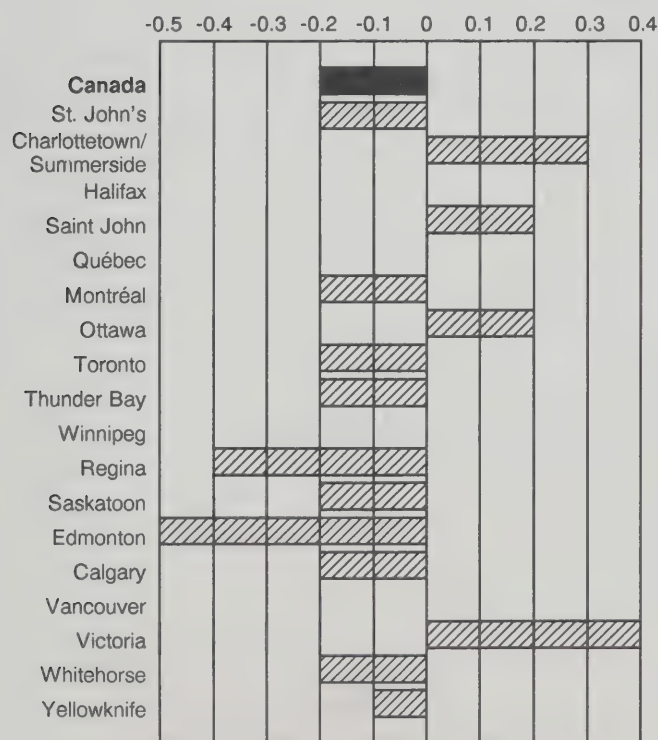 -0.5 -0.4 -0.3 -0.2 -0.1 0 0.1 0.2 0.3 0.4
Canada
St. John's
Charlottetown/
Summerside
Halifax
Saint John
Québec
Montréal
Ottawa
Toronto
Thunder Bay
Winnipeg
Regina
Saskatoon
Edmonton
Calgary
Vancouver
Victoria
Whitehorse
Yellowknife